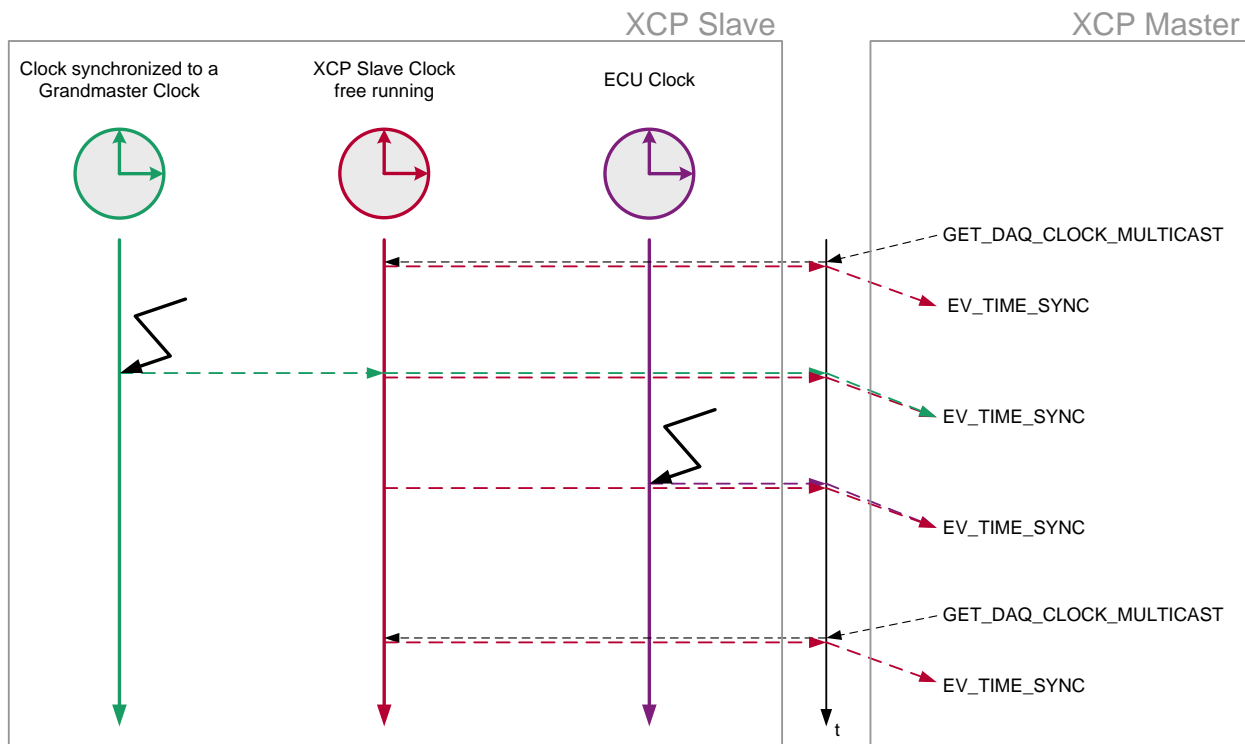 XCP Slave
XCP Master
Clock synchronized to a
Grandmaster Clock
XCP Slave Clock
free running
ECU Clock
GET_DAQ_CLOCK_MULTICAST
EV_TIME_SYNC
EV_TIME_SYNC
EV_TIME_SYNC
GET_DAQ_CLOCK_MULTICAST
EV_TIME_SYNC
t